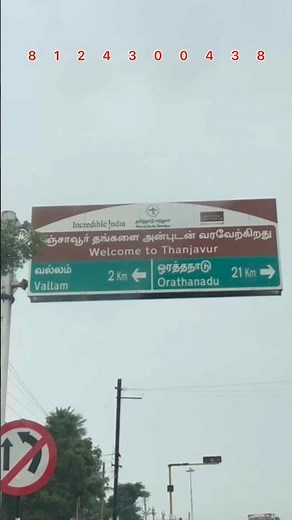 8 1 2 4 3 0 0 4 3 8
Incredible India
தஞ்சாவூர் தங்களை அன்புடன் வரவேற்கிறது
Welcome to Thanjavur
வல்லம் 2 Km ஒரத்தநாடு 21 Km
Vallam Orathanadu